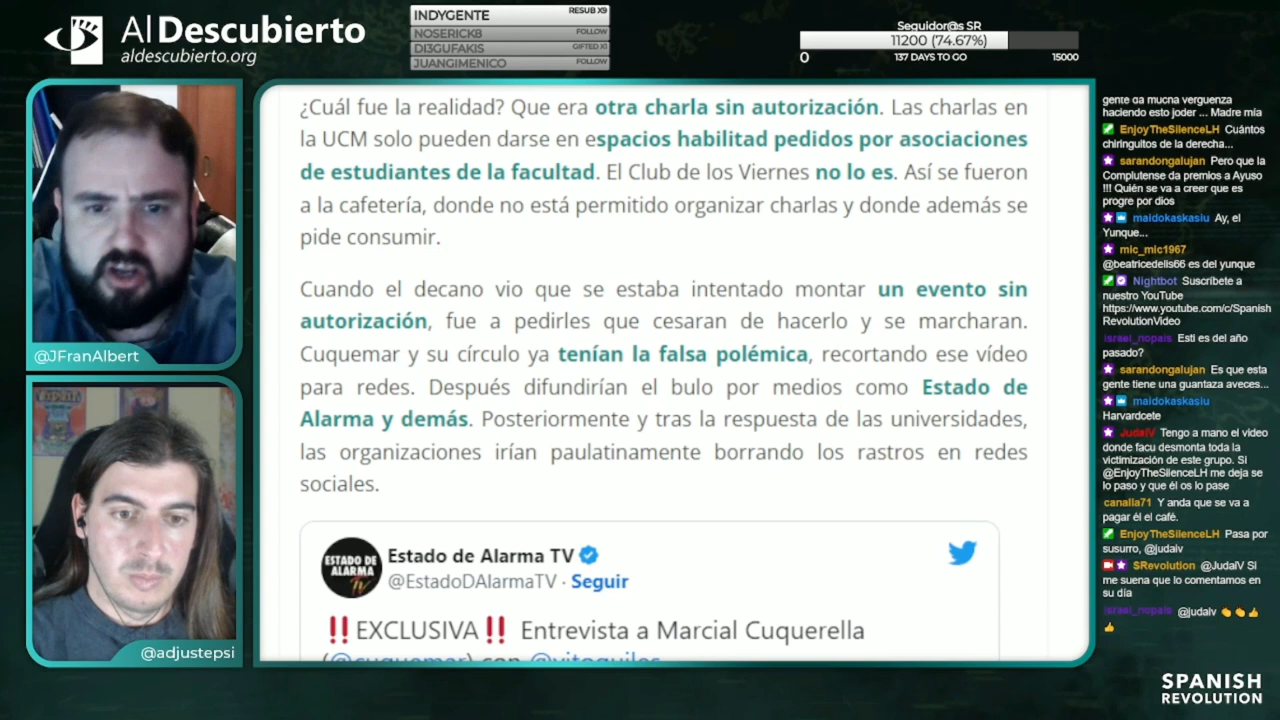 Al Descubierto
aldescubierto.org
INDYGENTE RESUB X9
NOSERICK8 FOLLOW
DI3GUFAKIS GIFTED X1
JUANGIMENICO FOLLOW
Seguidor@s SR
11200 (74.67%)
0 137 DAYS TO GO 15000
@JFranAlbert
@adjustepsi
¿Cuál fue la realidad? Que era otra charla sin autorización. Las charlas en
la UCM solo pueden darse en espacios habilitad pedidos por asociaciones
de estudiantes de la facultad. El Club de los Viernes no lo es. Así se fueron
a la cafetería, donde no está permitido organizar charlas y donde además se
pide consumir.
Cuando el decano vio que se estaba intentado montar un evento sin
autorización, fue a pedirles que cesaran de hacerlo y se marcharan.
Cuquemar y su círculo ya tenían la falsa polémica, recortando ese vídeo
para redes. Después difundirían el bulo por medios como Estado de
Alarma y demás. Posteriormente y tras la respuesta de las universidades,
las organizaciones irían paulatinamente borrando los rastros en redes
sociales.
ESTADO DE
ALARMA
TV
Estado de Alarma TV
@EstadoDAlarmaTV · Seguir
‼️EXCLUSIVA‼️ Entrevista a Marcial Cuquerella
(@cuquemar) con @vitoquiles
gente da mucha verguenza
haciendo esto joder ... Madre mía
EnjoyTheSilenceLH Cuántos
chiringuitos de la derecha...
sarandongalujan Pero que la
Complutense da premios a Ayuso
!!! Quién se va a creer que es
progre por dios
maldokaskasiu Ay, el
Yunque...
mic_mic1967
@beatricedelis66 es del yunque
Nightbot Suscríbete a
nuestro YouTube
https://www.youtube.com/c/Spanish
RevolutionVideo
israel_nopais Esti es del año
pasado?
sarandongalujan Es que esta
gente tiene una guantaza aveces...
maldokaskasiu
Harvardcete
JudaIV Tengo a mano el video
donde facu desmonta toda la
victimización de este grupo. Si
@EnjoyTheSilenceLH me deja se
lo paso y que él os lo pase
canalla71 Y anda que se va a
pagar él el café.
EnjoyTheSilenceLH Pasa por
susurro, @judaiv
$Revolution @JudaIV Si
me suena que lo comentamos en
su día
israel_nopais @judaiv 👏👏👍
👍
SPANISH
REVOLUTION